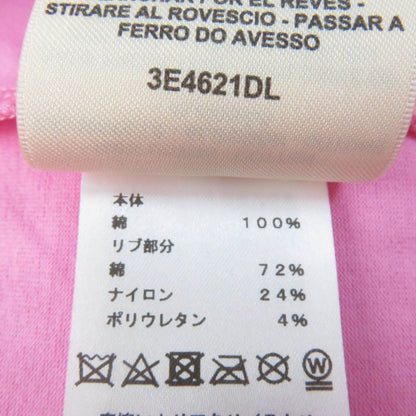 STIRARE AL ROVESCIO - PASSAR A
FERRO DO AVESSO
3E4621DL
本体
綿 100%
リブ部分
綿 72%
ナイロン 24%
ポリウレタン 4%
W